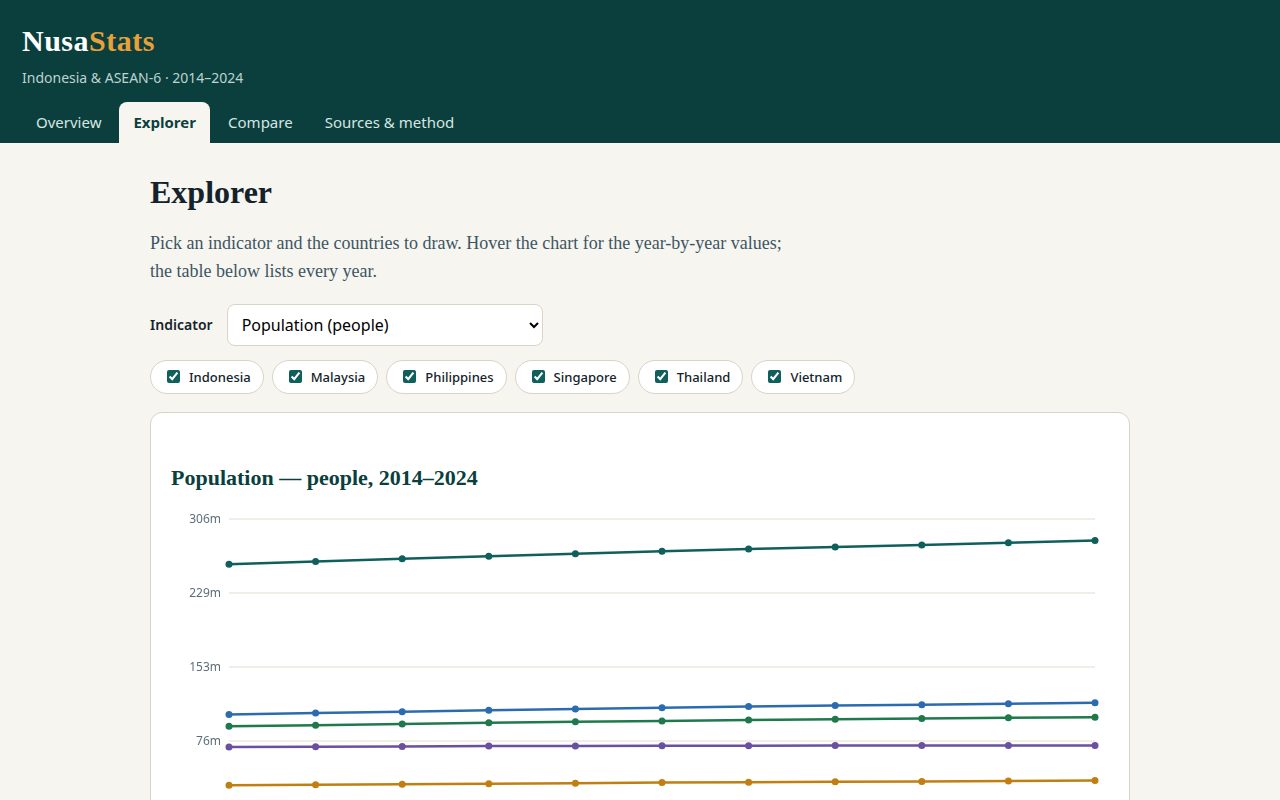 NusaStats
Indonesia & ASEAN-6 · 2014–2024
Overview Explorer Compare Sources & method
Explorer
Pick an indicator and the countries to draw. Hover the chart for the year-by-year values;
the table below lists every year.
Indicator Population (people)
Indonesia Malaysia Philippines Singapore Thailand Vietnam
Population — people, 2014–2024
306m
229m
153m
76m